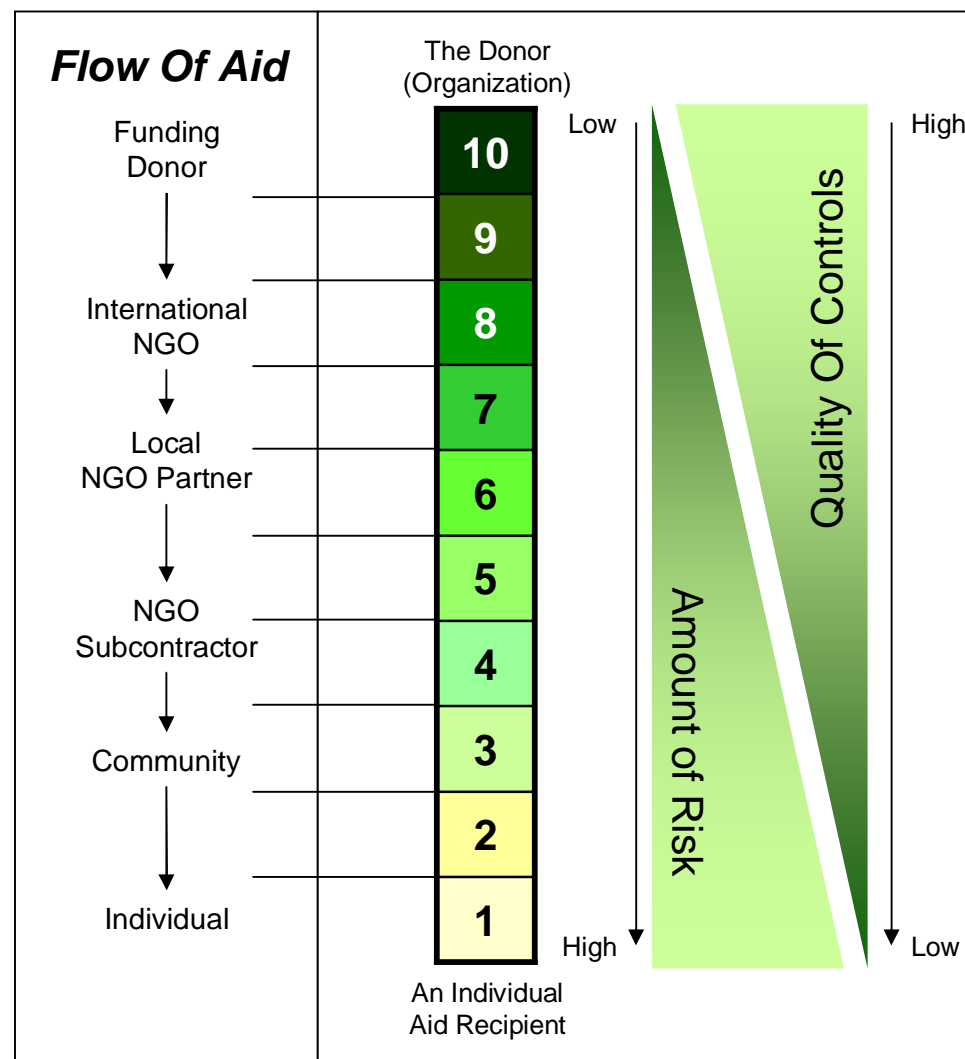 Flow Of Aid
Funding
Donor
International
NGO
Local
NGO Partner
NGO
Subcontractor
Community
Individual
The Donor
(Organization)
10
9
8
7
6
5
4
3
2
1
An Individual
Aid Recipient
Low
High
Amount of Risk
Quality Of Controls
High
Low